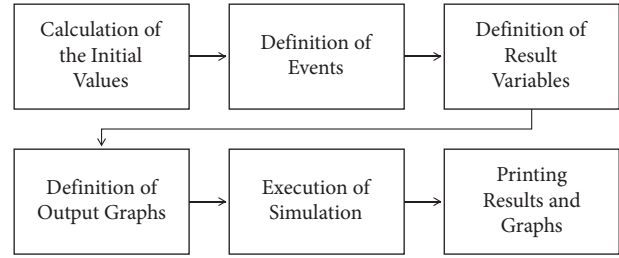 Calculation of
the Initial
Values
Definition of
Events
Definition of
Result
Variables
Definition of
Output Graphs
Execution of
Simulation
Printing
Results and
Graphs